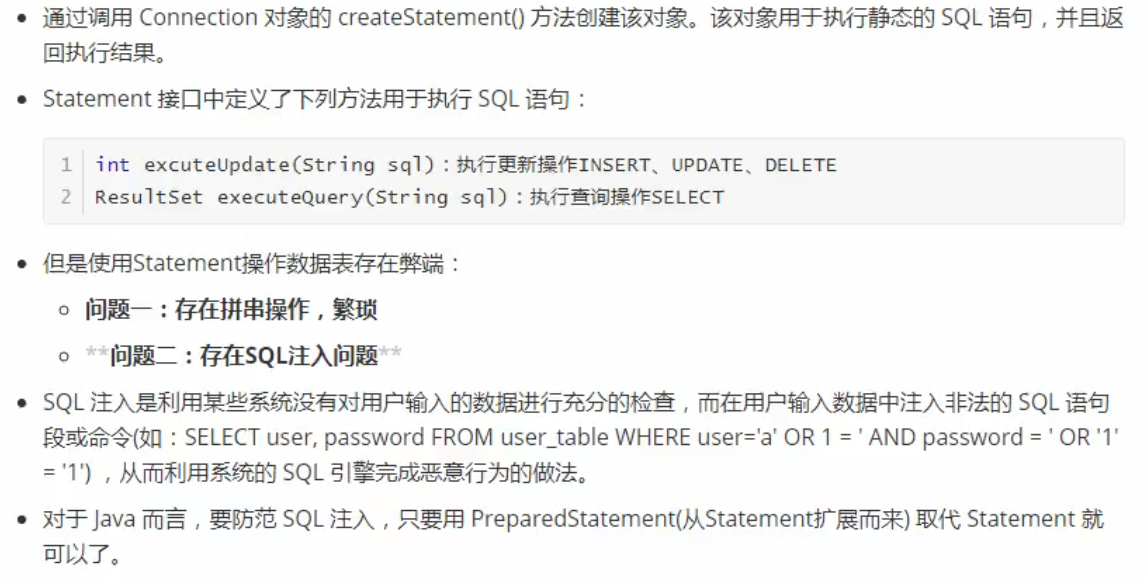 通过调用 Connection 对象的 createStatement() 方法创建该对象。该对象用于执行静态的 SQL 语句，并且返
回执行结果。
Statement 接口中定义了下列方法用于执行 SQL 语句：
1 int excuteUpdate(String sql)：执行更新操作INSERT、UPDATE、DELETE
2 ResultSet executeQuery(String sql)：执行查询操作SELECT
但是使用Statement操作数据表存在弊端：
问题一：存在拼串操作，繁琐
**问题二：存在SQL注入问题**
SQL 注入是利用某些系统没有对用户输入的数据进行充分的检查，而在用户输入数据中注入非法的 SQL 语句
段或命令(如：SELECT user, password FROM user_table WHERE user='a' OR 1 = ' AND password = ' OR '1'
= '1') ，从而利用系统的 SQL 引擎完成恶意行为的做法。
对于 Java 而言，要防范 SQL 注入，只要用 PreparedStatement(从Statement扩展而来) 取代 Statement 就
可以了。